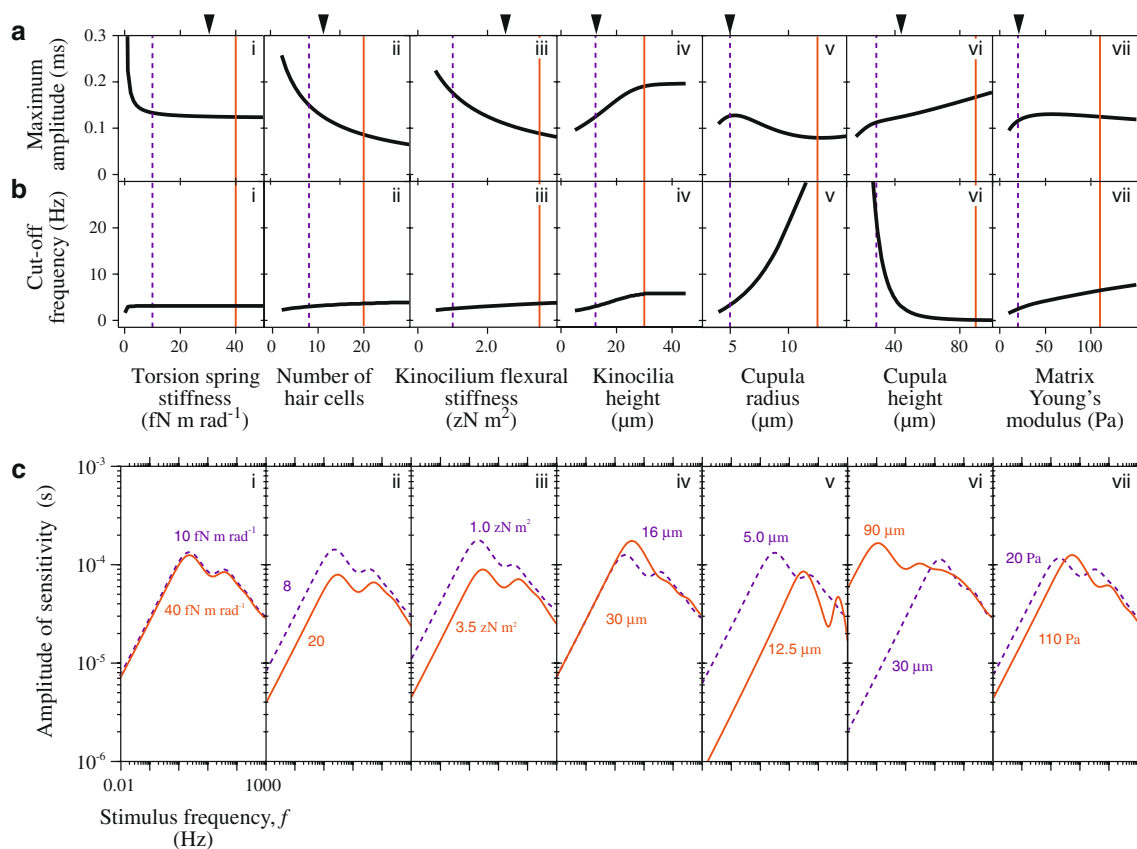 a
i ii iii iv v vi vii
0.3
0.2
0.1
0
Maximum
amplitude (ms)
b
i ii iii iv v vi vii
20
10
0
Cut-off
frequency (Hz)
0 20 40 0 10 20 0 2.0 0 20 40 5 10 40 80 0 50 100
Torsion spring
stiffness
(fN m rad-1)
Number of
hair cells
Kinocilium flexural
stiffness
(zN m2)
Kinocilia
height
(µm)
Cupula
radius
(µm)
Cupula
height
(µm)
Matrix
Young's
modulus (Pa)
c
i ii iii iv v vi vii
10-3
10-4
10-5
10-6
Amplitude of sensitivity (s)
10 fN m rad-1
40 fN m rad-1
8
20
1.0 zN m2
3.5 zN m2
16 µm
30 µm
5.0 µm
12.5 µm
90 µm
30 µm
20 Pa
110 Pa
0.01 1000
Stimulus frequency, f
(Hz)